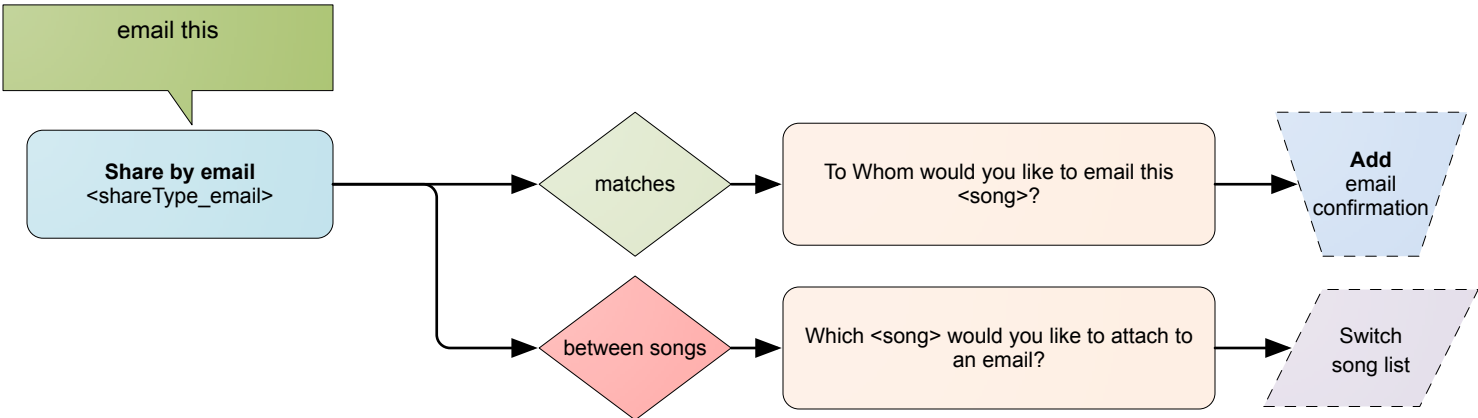 email this
Share by email
<shareType_email>
matches
To Whom would you like to email this
<song>?
Add
email
confirmation
between songs
Which <song> would you like to attach to
an email?
Switch
song list